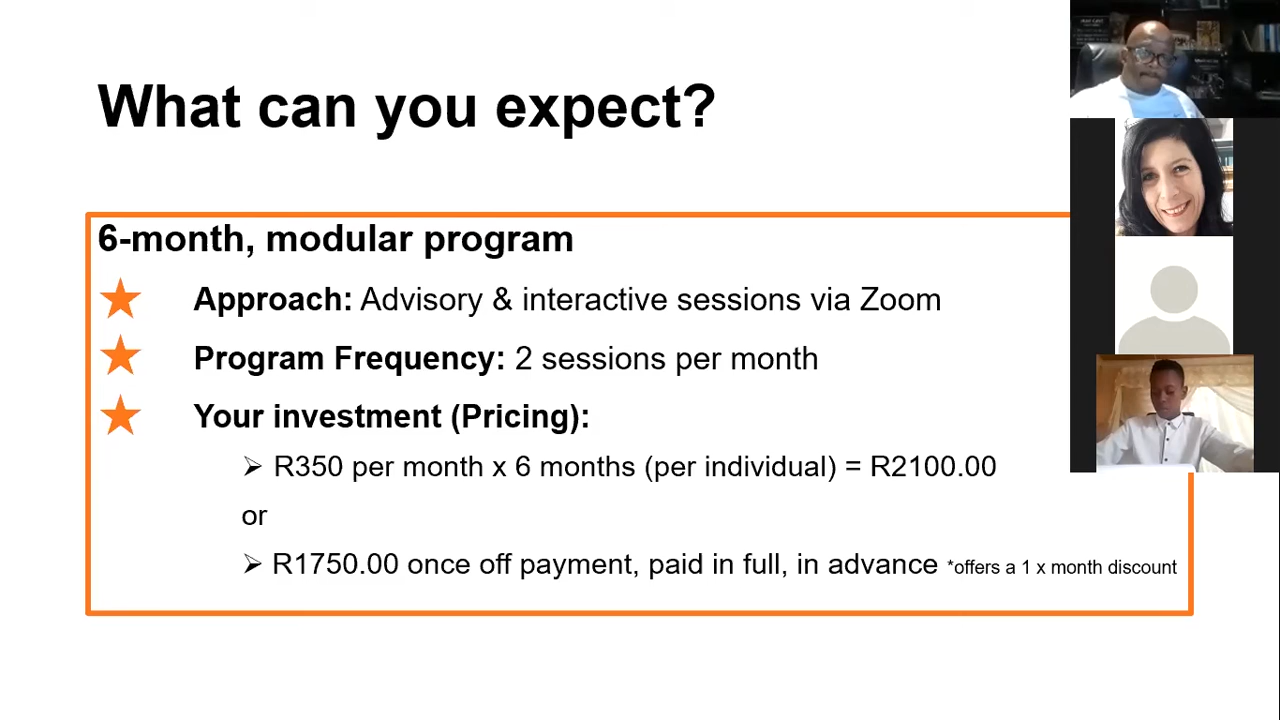 What can you expect?
6-month, modular program
Approach: Advisory & interactive sessions via Zoom
Program Frequency: 2 sessions per month
Your investment (Pricing):
R350 per month x 6 months (per individual) = R2100.00
or
R1750.00 once off payment, paid in full, in advance *offers a 1 x month discount